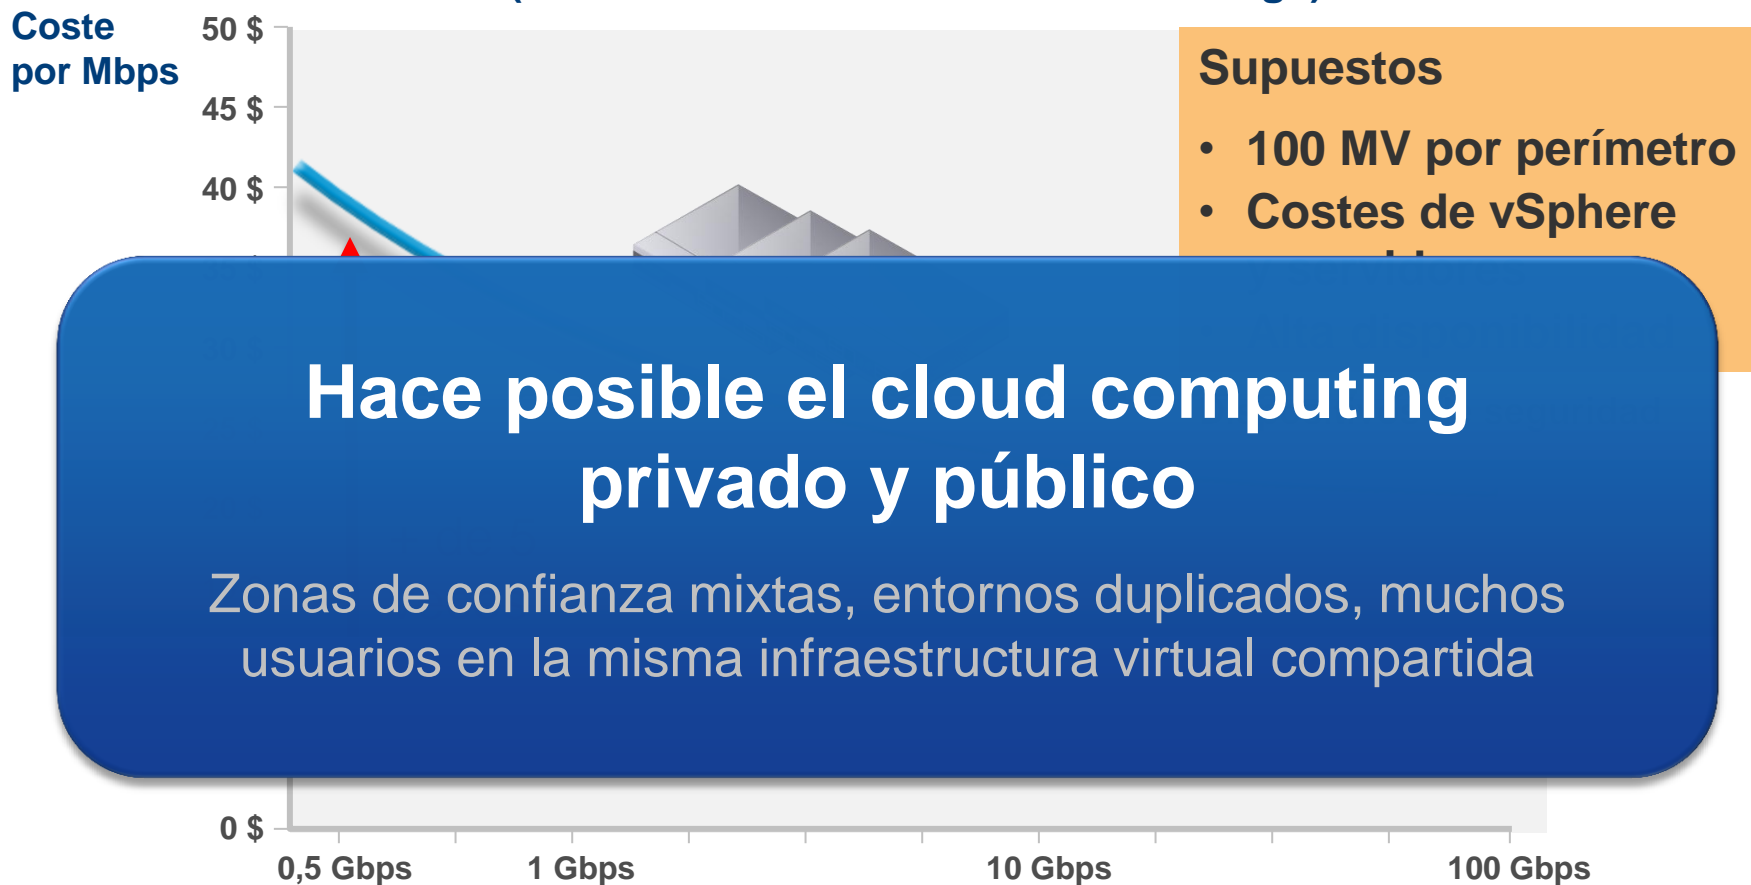 Coste
por Mbps
50 $
45 $
40 $
Supuestos
• 100 MV por perímetro
• Costes de vSphere
30 $
Hace posible el cloud computing
privado y público
Zonas de confianza mixtas, entornos duplicados, muchos
usuarios en la misma infraestructura virtual compartida
0 $
0,5 Gbps
1 Gbps
10 Gbps
100 Gbps